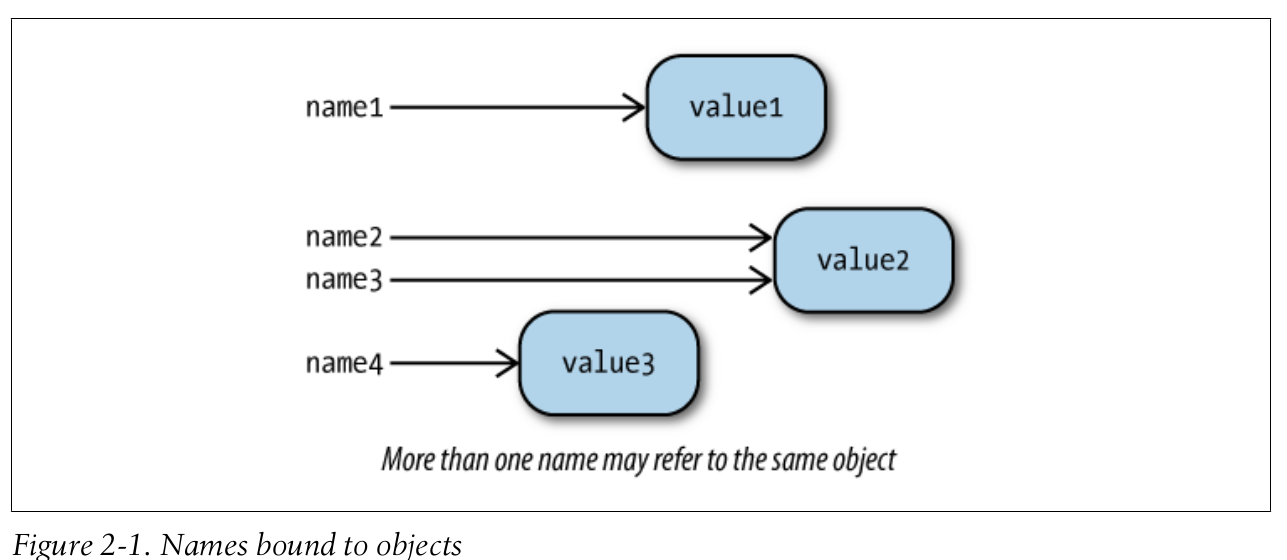 name1 value1
name2
value2
name3
name4 value3
More than one name may refer to the same object
Figure 2-1. Names bound to objects